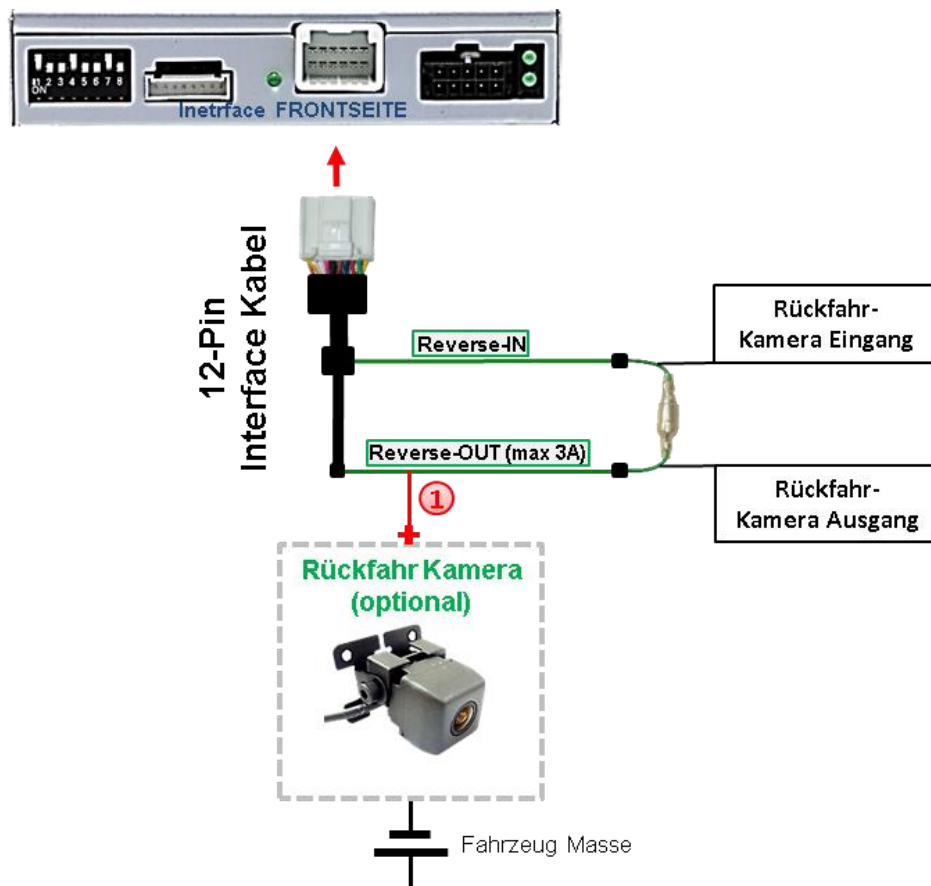 1 2 3 4 5 6 7 8
ON
Inetrface FRONTSEITE
12-Pin
Interface Kabel
Reverse-IN
Rückfahr-
Kamera Eingang
Reverse-OUT (max 3A)
1
Rückfahr-
Kamera Ausgang
Rückfahr Kamera
(optional)
Fahrzeug Masse